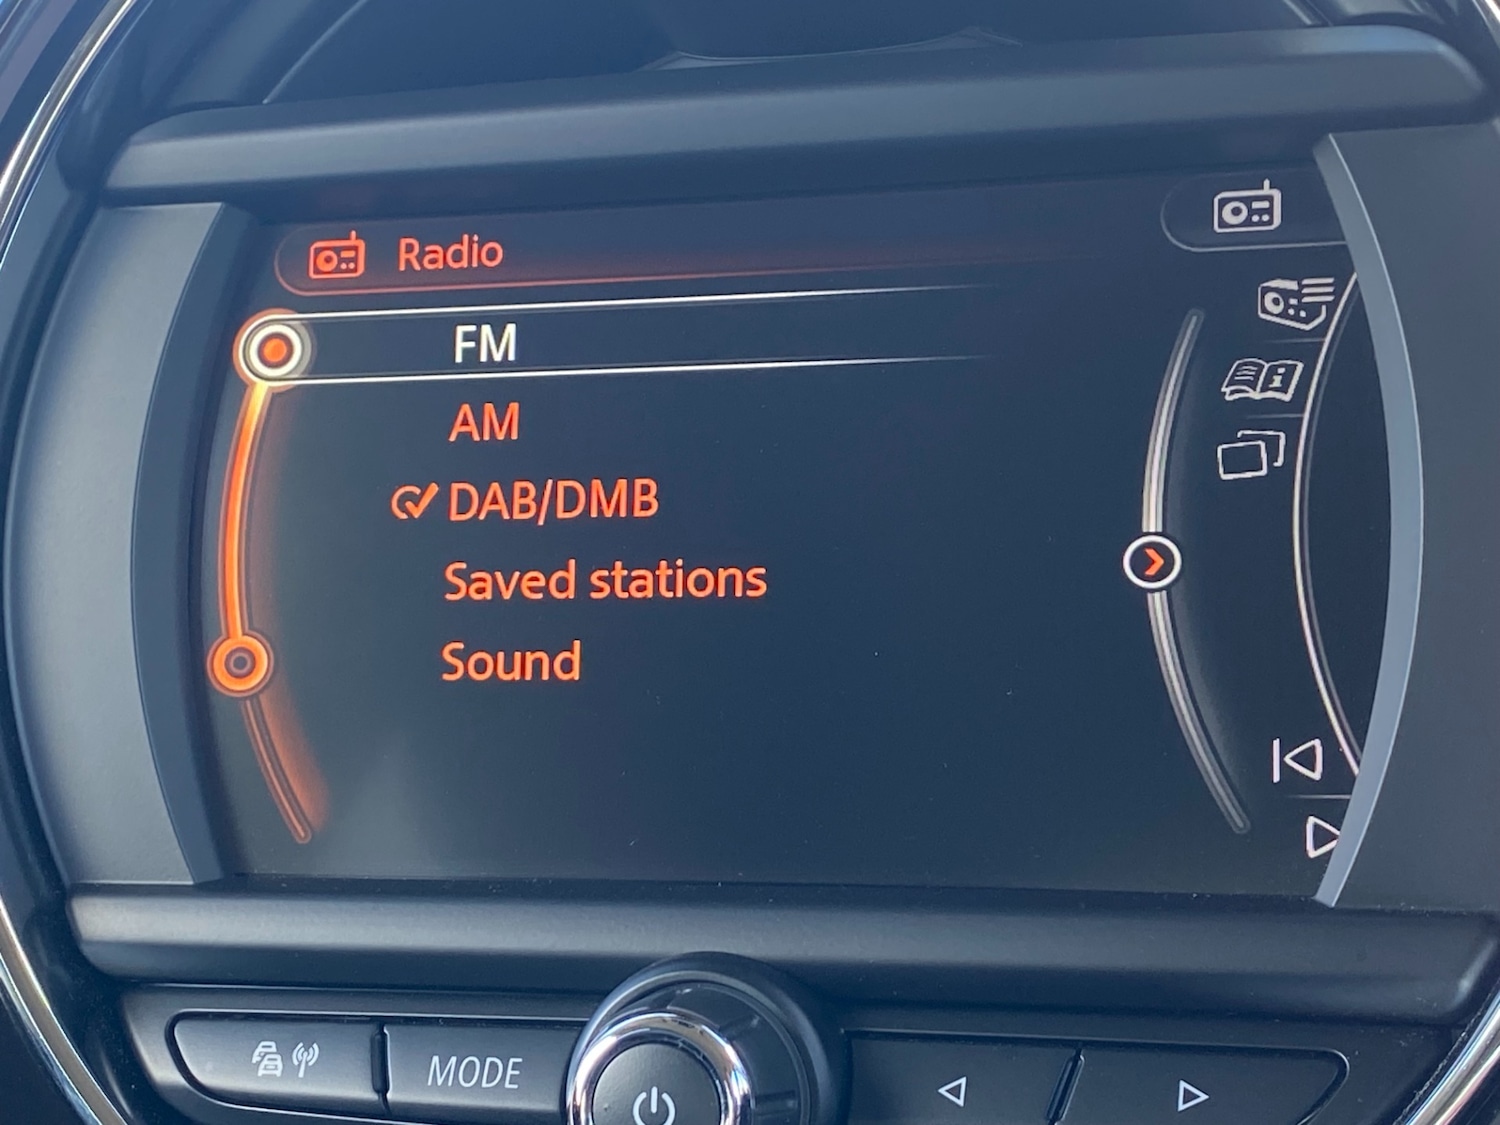 Radio
FM
AM
DAB/DMB
Saved stations
Sound
MODE